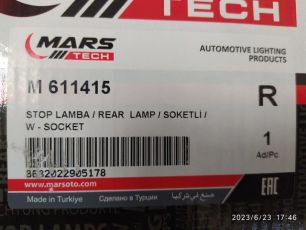 TECH
MARS
TECH
AUTOMOTIVE LIGHTING
PRODUCTS
M 611415
R
STOP LAMBA / REAR LAMP / SOKETLİ /
W - SOCKET
1
Ad/Pc
8682022905178
www.marsoto.com
EAC
Made in Turkiye Сделано в Турции صنع في تركيا
2023/6/23 17:46